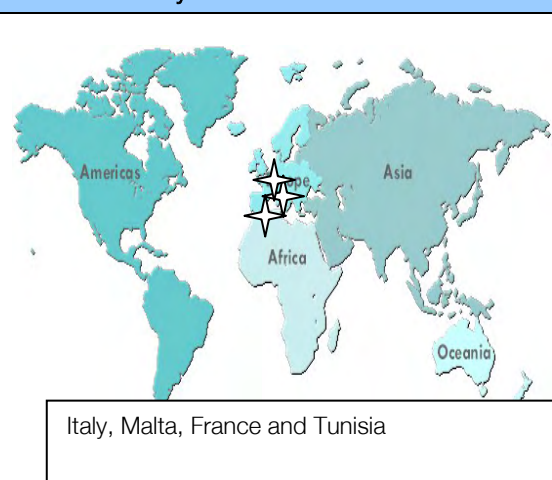 Americas
Asia
Africa
Oceania
Italy, Malta, France and Tunisia